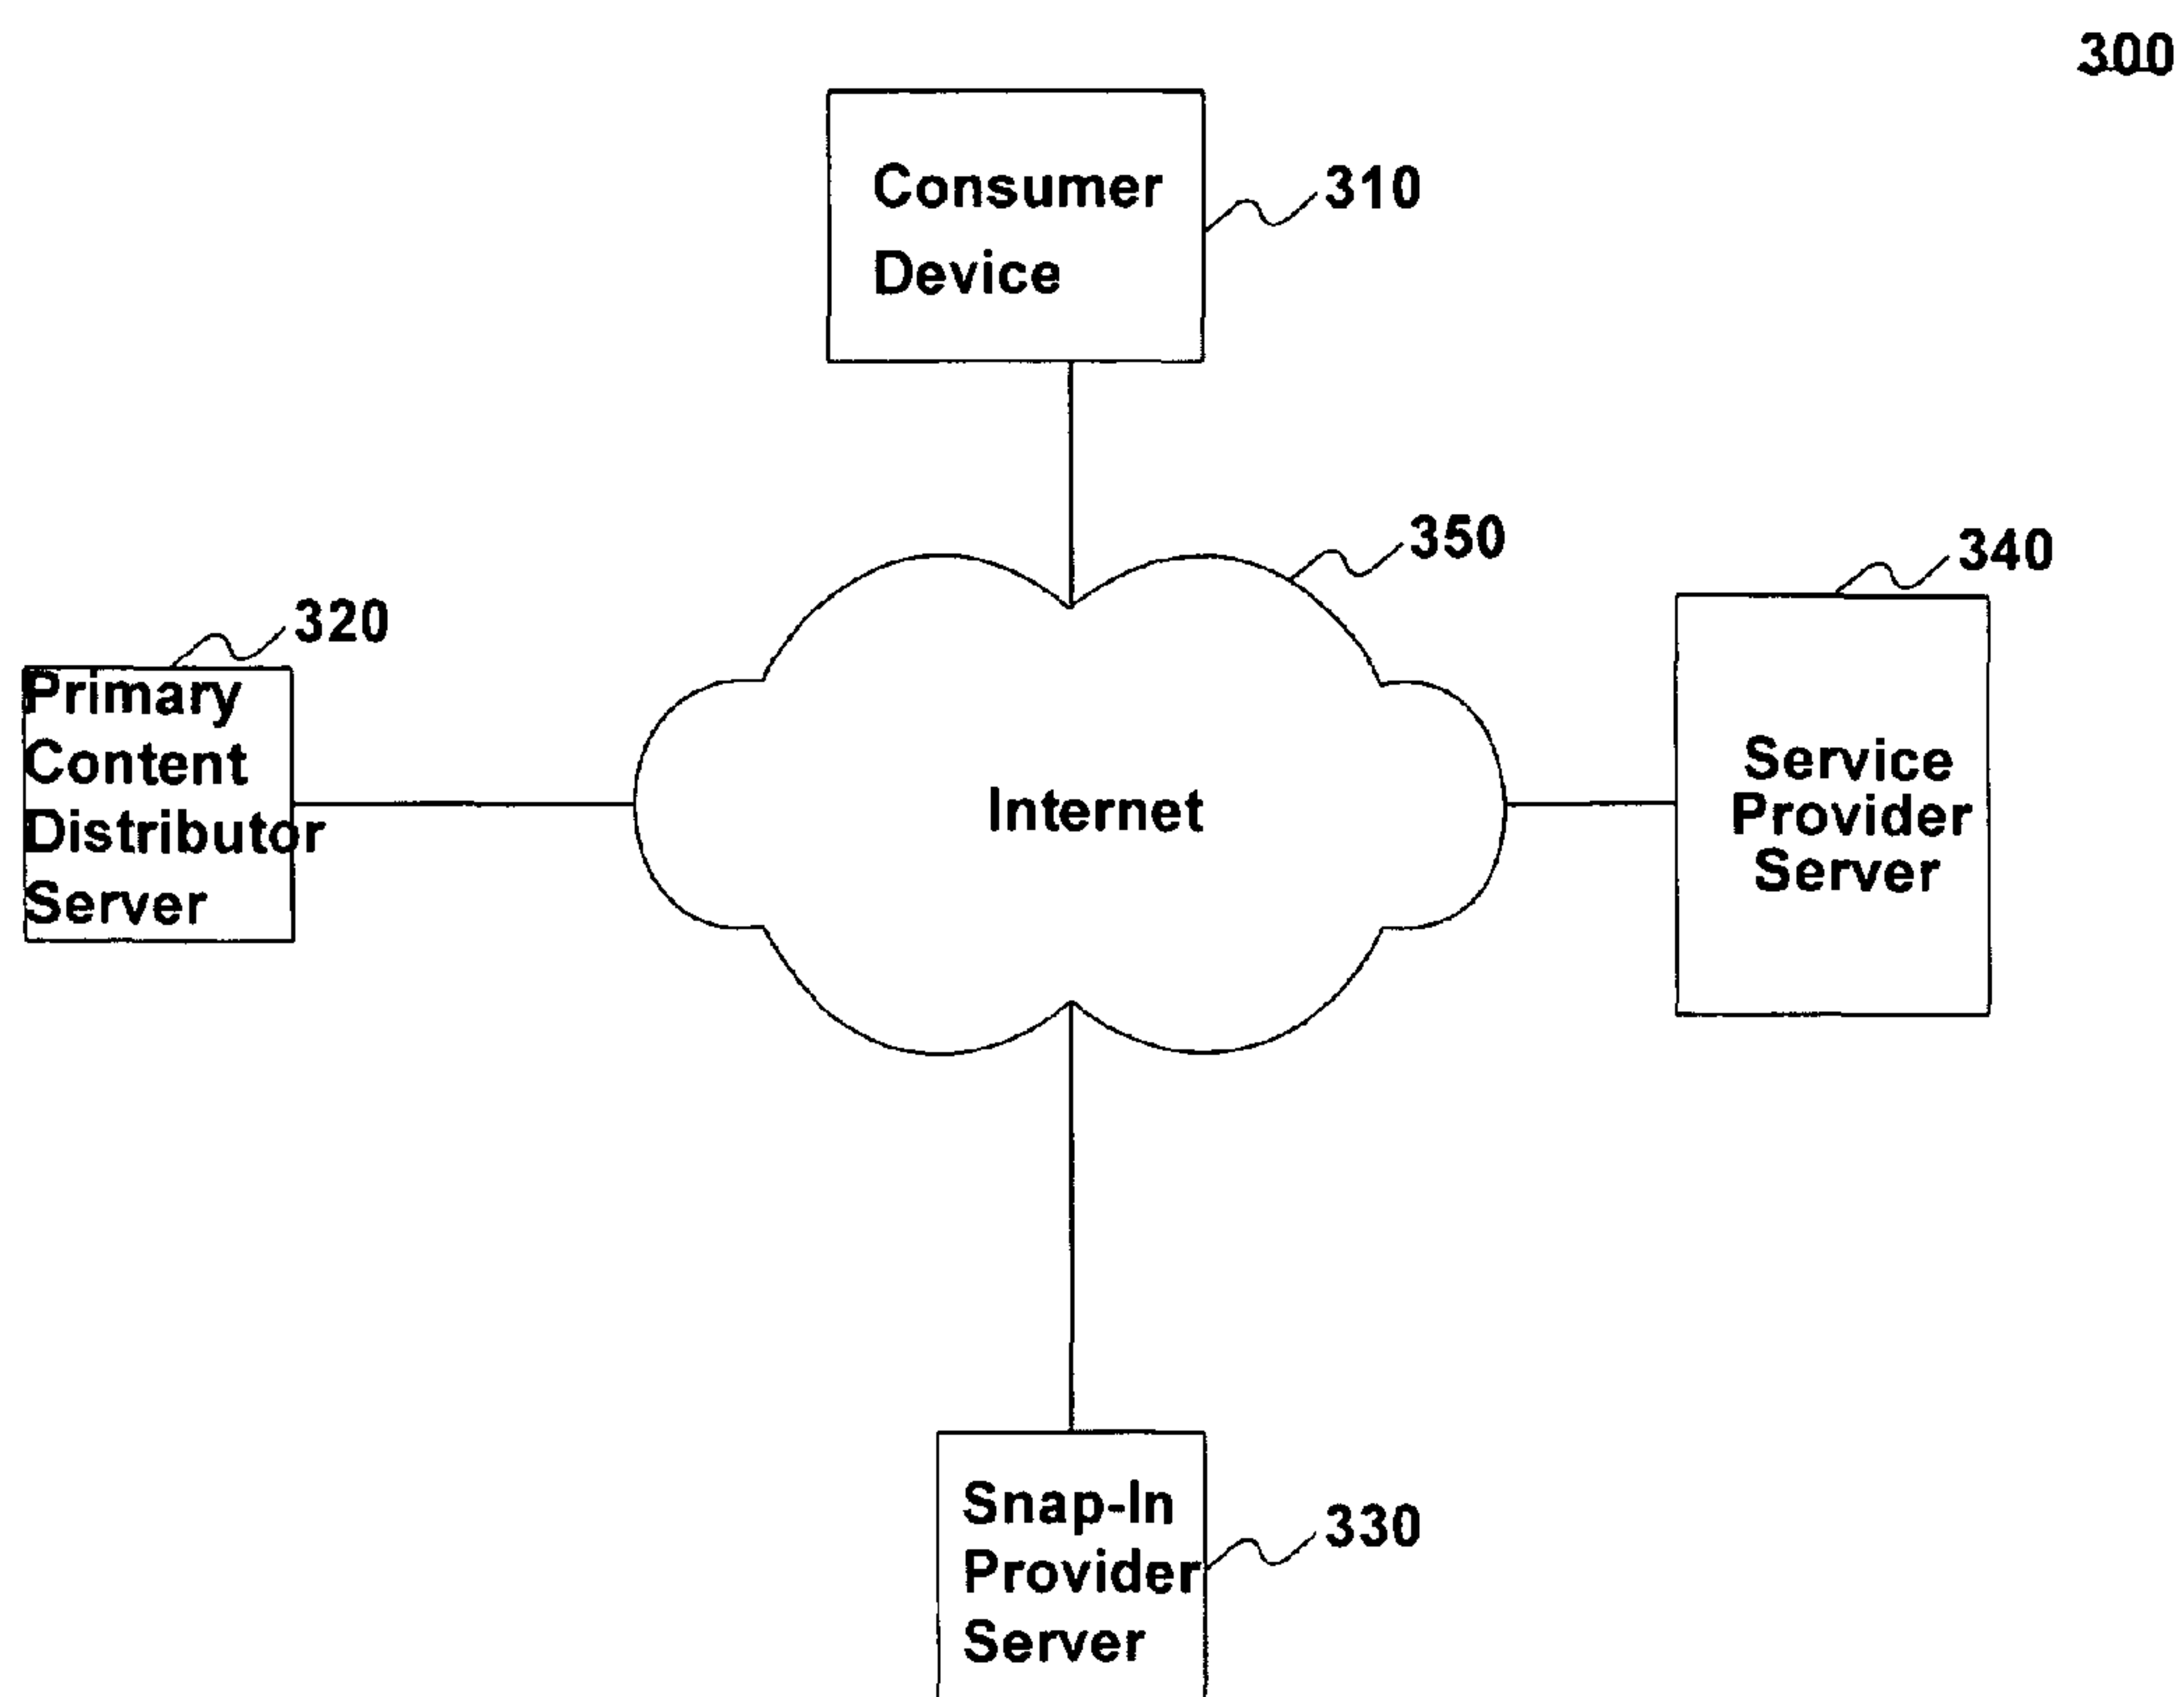 300
Consumer
Device
310
350
340
320
Primary
Content
Distributor
Server
Internet
Service
Provider
Server
Snap-In
Provider
Server
330